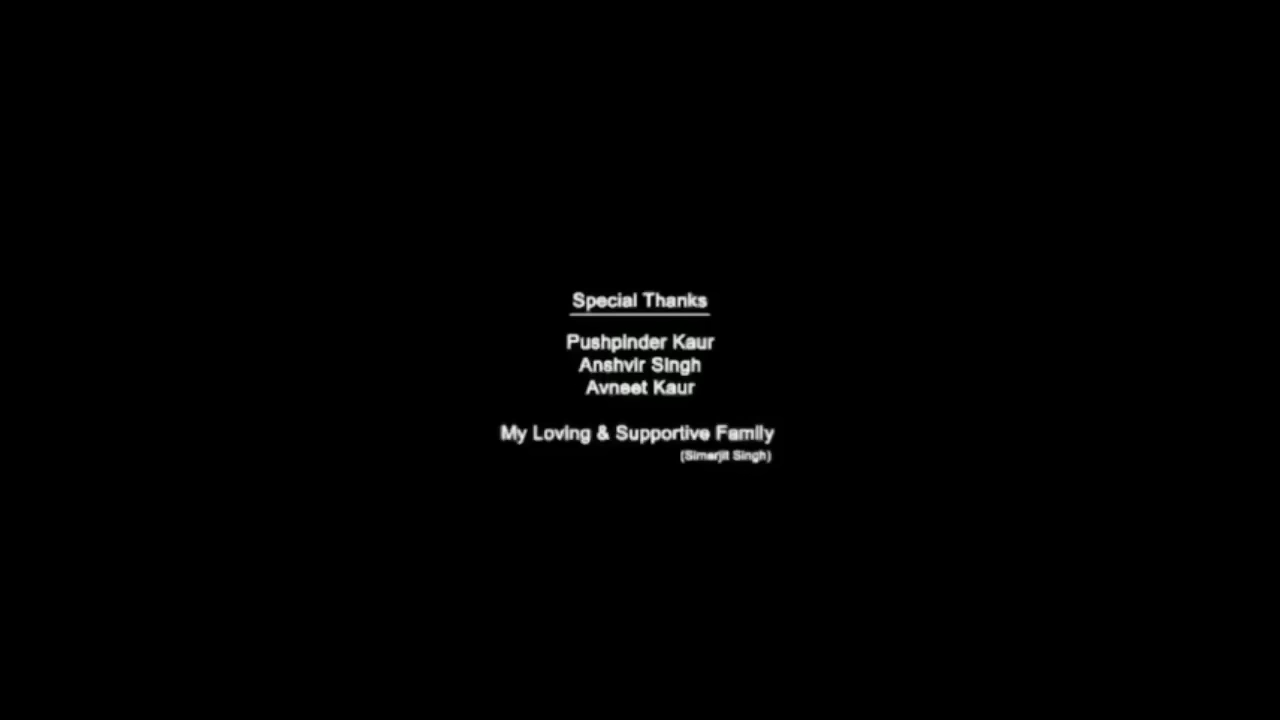 Special Thanks
Pushpinder Kaur
Anshvir Singh
Avneet Kaur
My Loving & Supportive Family
(Simerjit Singh)